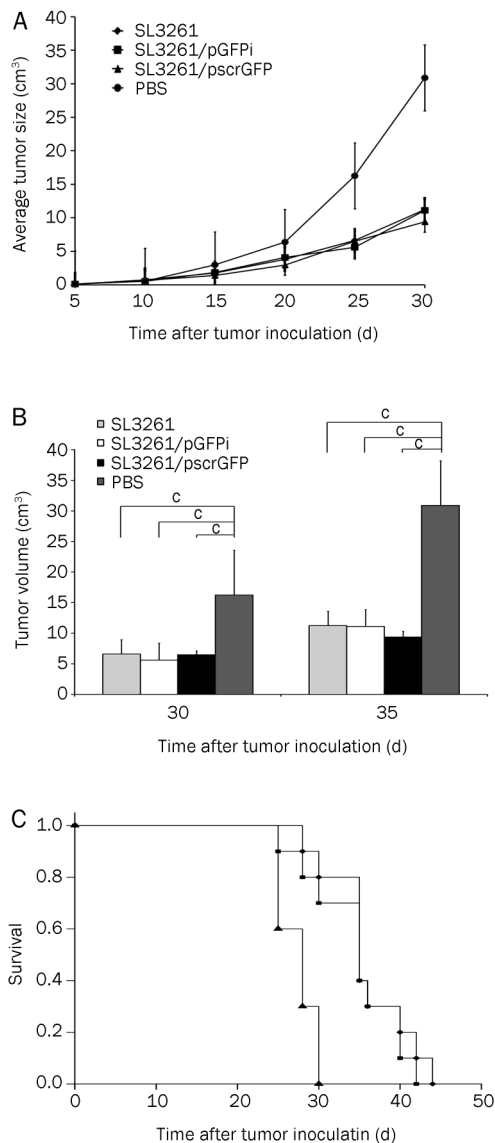 A
SL3261
SL3261/pGFPi
SL3261/pscrGFP
PBS
Average tumor size (cm³)
40
35
30
25
20
15
10
5
0
5 10 15 20 25 30
Time after tumor inoculation (d)
B
SL3261
SL3261/pGFPi
SL3261/pscrGFP
PBS
c
c
c
c
c
c
Tumor volume (cm³)
40
35
30
25
20
15
10
5
0
30 35
Time after tumor inoculation (d)
C
Survival
1.0
0.8
0.6
0.4
0.2
0.0
0 10 20 30 40 50
Time after tumor inoculatin (d)